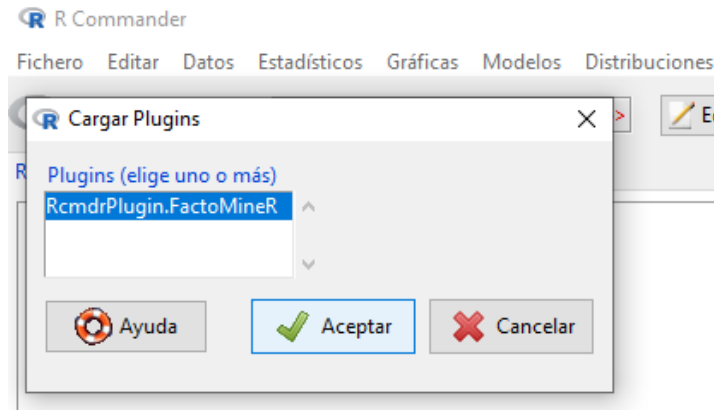 R Commander
Fichero Editar Datos Estadísticos Gráficas Modelos Distribuciones
Cargar Plugins
Plugins (elige uno o más)
RcmdrPlugin.FactoMineR
Ayuda Aceptar Cancelar